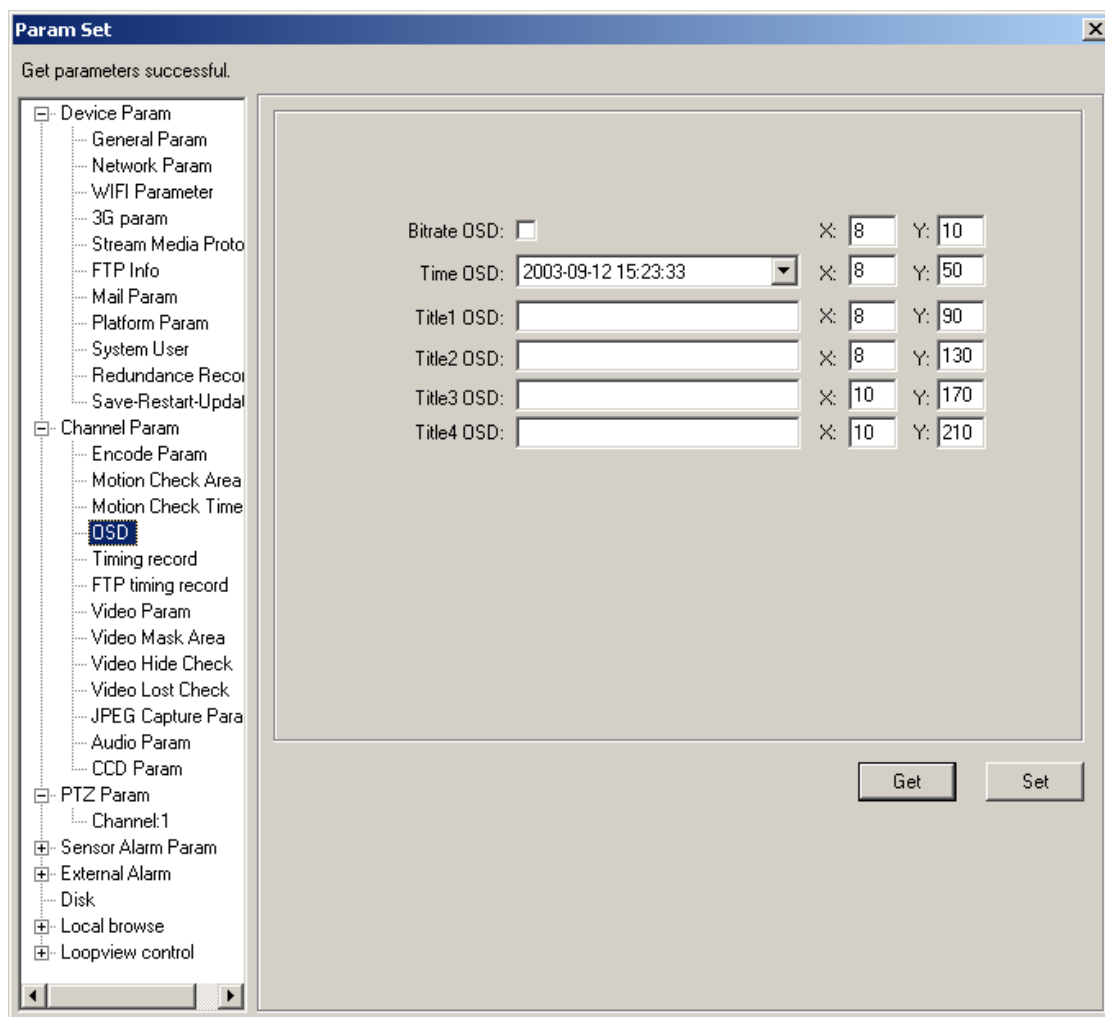 Param Set
Get parameters successful.
Device Param
General Param
Network Param
WIFI Parameter
3G param
Stream Media Proto
FTP Info
Mail Param
Platform Param
System User
Redundance Recor
Save-Restart-Updat
Channel Param
Encode Param
Motion Check Area
Motion Check Time
OSD
Timing record
FTP timing record
Video Param
Video Mask Area
Video Hide Check
Video Lost Check
JPEG Capture Para
Audio Param
CCD Param
PTZ Param
Channel:1
Sensor Alarm Param
External Alarm
Disk
Local browse
Loopview control
Bitrate OSD: X: 8 Y: 10
Time OSD: 2003-09-12 15:23:33 X: 8 Y: 50
Title1 OSD: X: 8 Y: 90
Title2 OSD: X: 8 Y: 130
Title3 OSD: X: 10 Y: 170
Title4 OSD: X: 10 Y: 210
Get Set